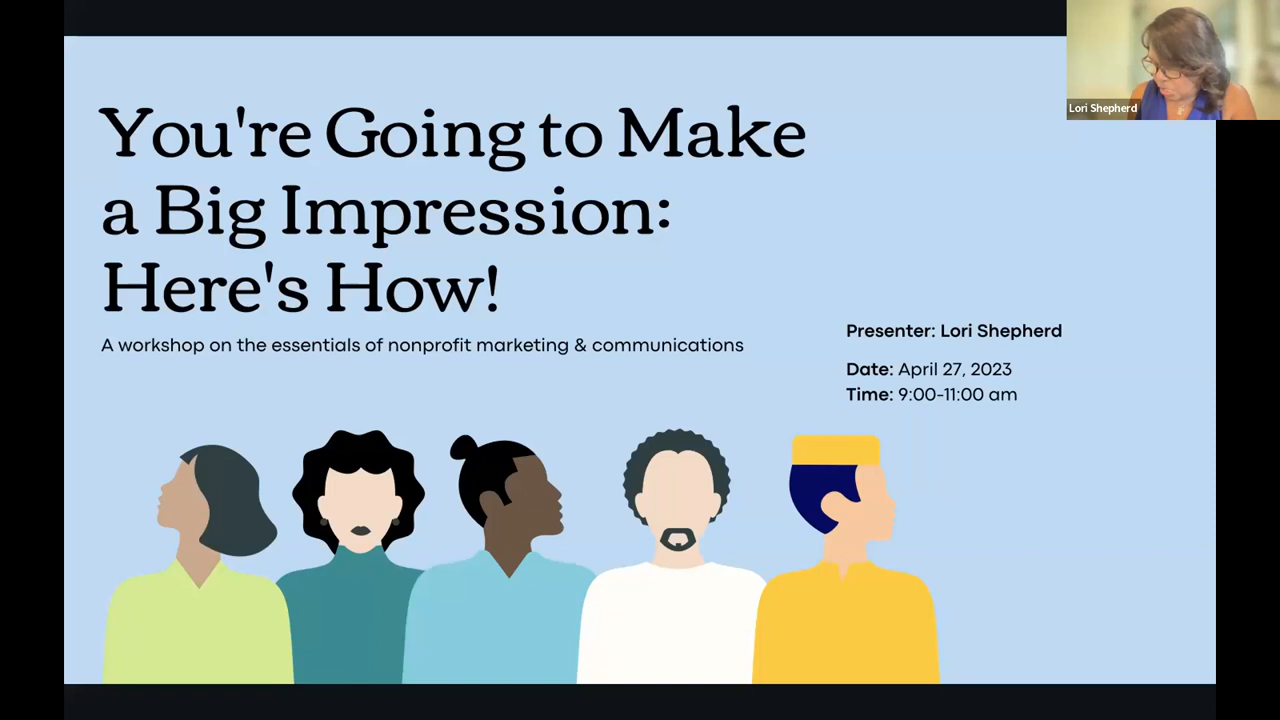 You're Going to Make
a Big Impression:
Here's How!
A workshop on the essentials of nonprofit marketing & communications
Presenter: Lori Shepherd
Date: April 27, 2023
Time: 9:00-11:00 am
Lori Shepherd